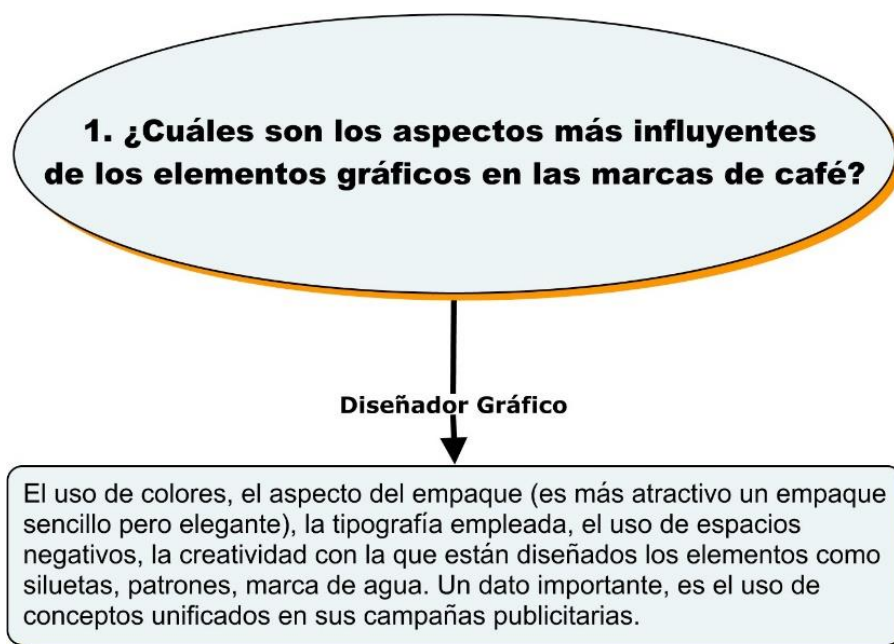 1. ¿Cuáles son los aspectos más influyentes
de los elementos gráficos en las marcas de café?
Diseñador Gráfico
El uso de colores, el aspecto del empaque (es más atractivo un empaque
sencillo pero elegante), la tipografía empleada, el uso de espacios
negativos, la creatividad con la que están diseñados los elementos como
siluetas, patrones, marca de agua. Un dato importante, es el uso de
conceptos unificados en sus campañas publicitarias.